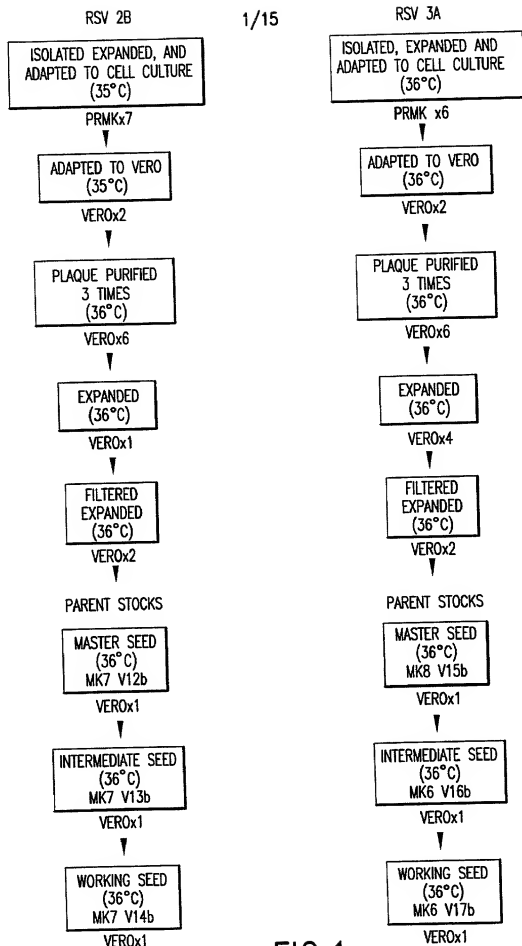 1/15
RSV 2B
ISOLATED EXPANDED, AND
ADAPTED TO CELL CULTURE
(35°C)
PRMKx7
ADAPTED TO VERO
(35°C)
VEROx2
PLAQUE PURIFIED
3 TIMES
(36°C)
VEROx6
EXPANDED
(36°C)
VEROx1
FILTERED
EXPANDED
(36°C)
VEROx2
PARENT STOCKS
MASTER SEED
(36°C)
MK7 V12b
VEROx1
INTERMEDIATE SEED
(36°C)
MK7 V13b
VEROx1
WORKING SEED
(36°C)
MK7 V14b
VEROx1
RSV 3A
ISOLATED, EXPANDED AND
ADAPTED TO CELL CULTURE
(36°C)
PRMK x6
ADAPTED TO VERO
(36°C)
VEROx2
PLAQUE PURIFIED
3 TIMES
(36°C)
VEROx6
EXPANDED
(36°C)
VEROx4
FILTERED
EXPANDED
(36°C)
VEROx2
PARENT STOCKS
MASTER SEED
(36°C)
MK8 V15b
VEROx1
INTERMEDIATE SEED
(36°C)
MK6 V16b
VEROx1
WORKING SEED
(36°C)
MK6 V17b
VEROx1